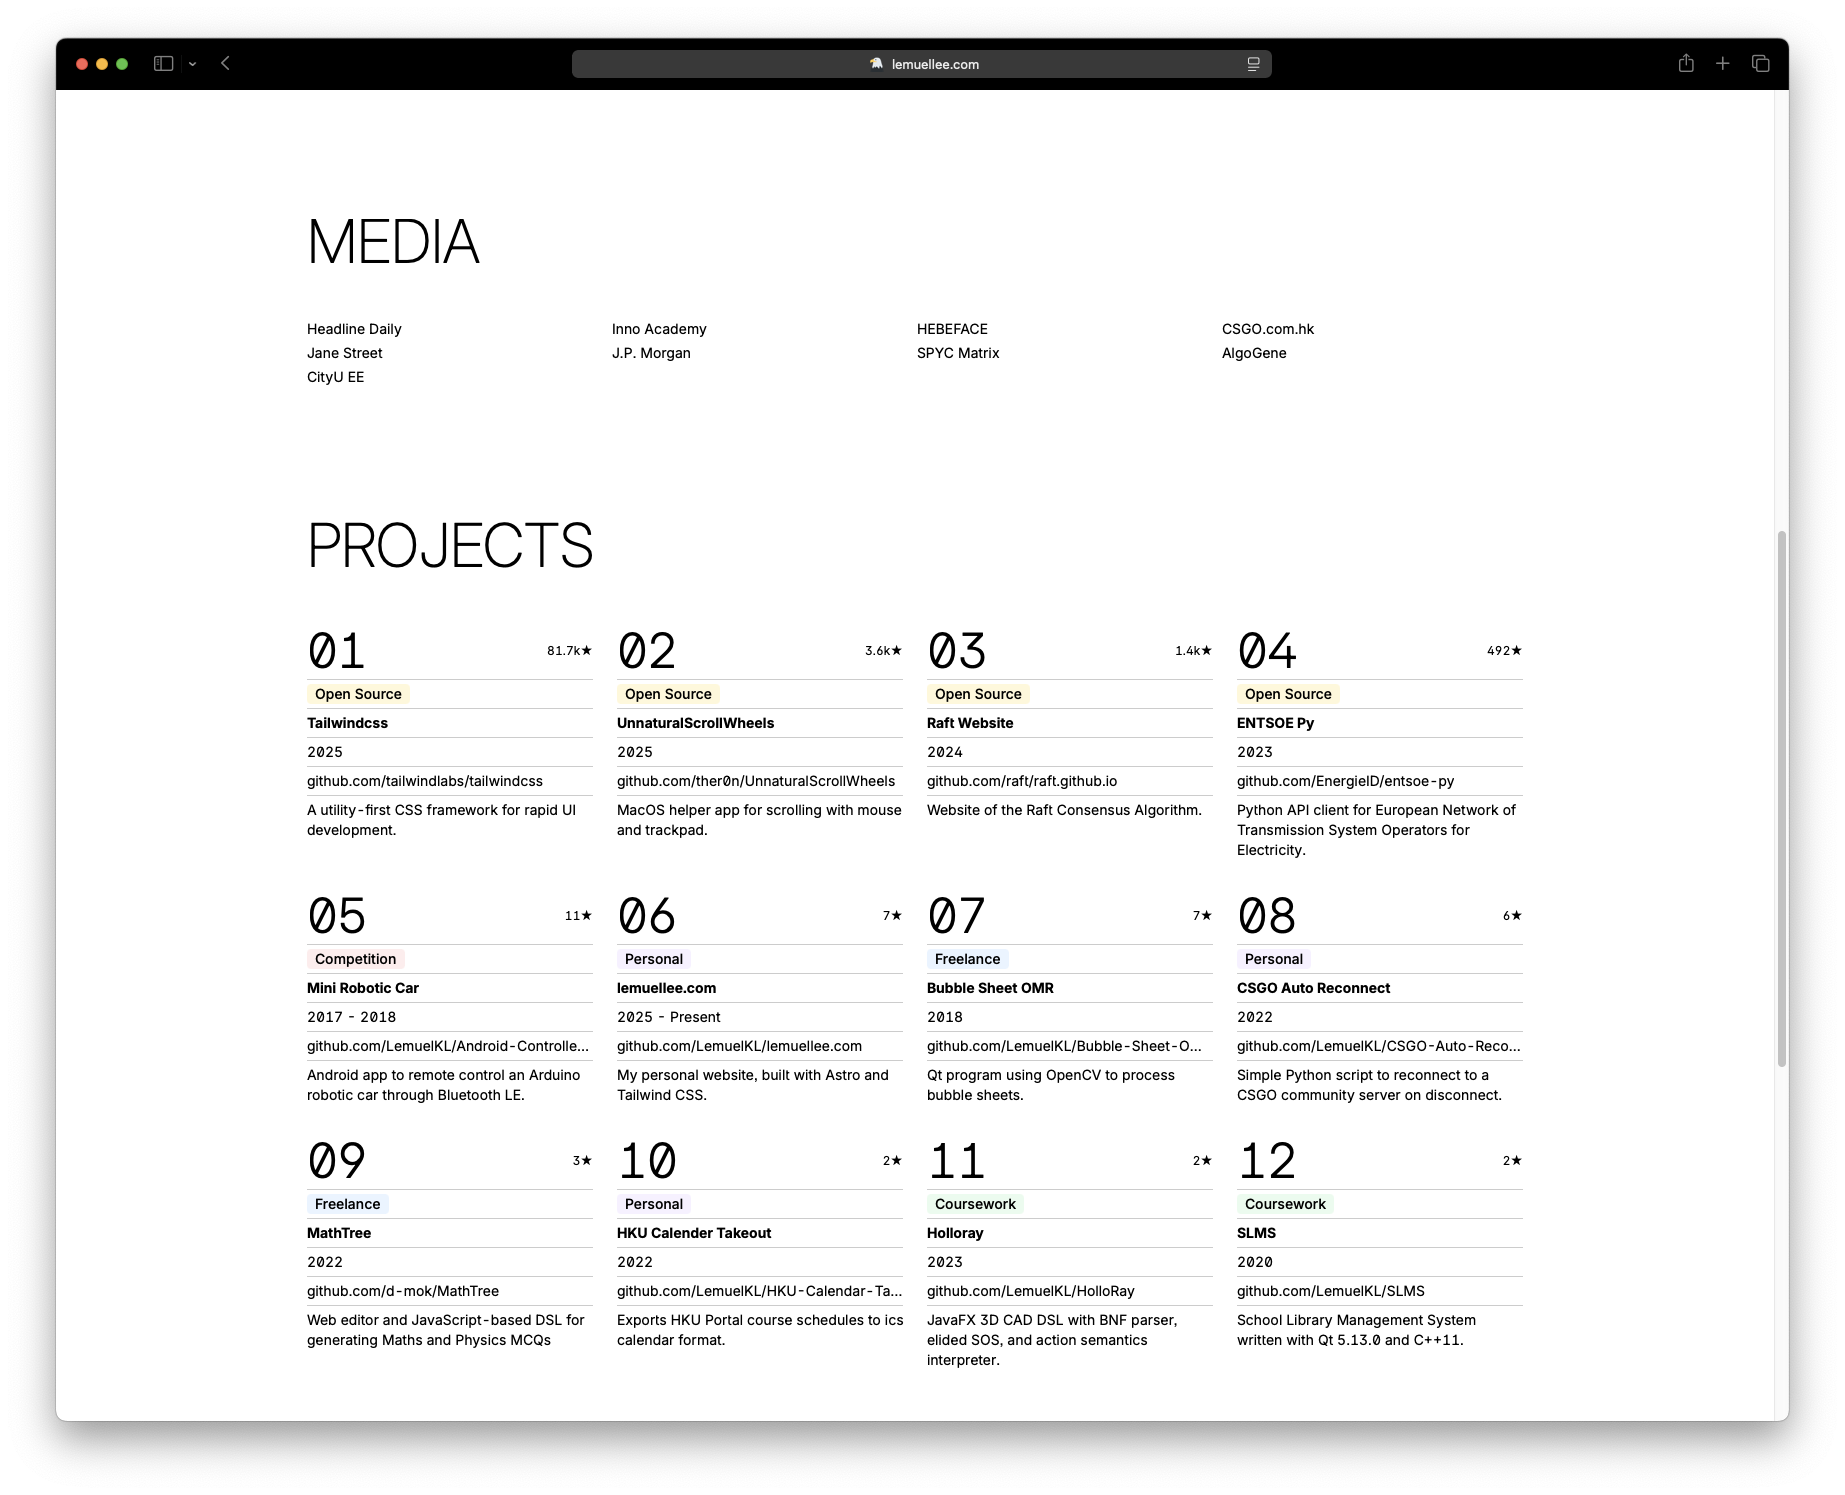 lemuellee.com
MEDIA
Headline Daily
Inno Academy
HEBEFACE
CSGO.com.hk
Jane Street
J.P. Morgan
SPYC Matrix
AlgoGene
CityU EE
PROJECTS
01 81.7k★
Open Source
Tailwindcss
2025
github.com/tailwindlabs/tailwindcss
A utility-first CSS framework for rapid UI
development.
02 3.6k★
Open Source
UnnaturalScrollWheels
2025
github.com/ther0n/UnnaturalScrollWheels
MacOS helper app for scrolling with mouse
and trackpad.
03 1.4k★
Open Source
Raft Website
2024
github.com/raft/raft.github.io
Website of the Raft Consensus Algorithm.
04 492★
Open Source
ENTSOE Py
2023
github.com/EnergieID/entsoe-py
Python API client for European Network of
Transmission System Operators for
Electricity.
05 11★
Competition
Mini Robotic Car
2017 - 2018
github.com/LemuelKL/Android-Controlle...
Android app to remote control an Arduino
robotic car through Bluetooth LE.
06 7★
Personal
lemuellee.com
2025 - Present
github.com/LemuelKL/lemuellee.com
My personal website, built with Astro and
Tailwind CSS.
07 7★
Freelance
Bubble Sheet OMR
2018
github.com/LemuelKL/Bubble-Sheet-O...
Qt program using OpenCV to process
bubble sheets.
08 6★
Personal
CSGO Auto Reconnect
2022
github.com/LemuelKL/CSGO-Auto-Reco...
Simple Python script to reconnect to a
CSGO community server on disconnect.
09 3★
Freelance
MathTree
2022
github.com/d-mok/MathTree
Web editor and JavaScript-based DSL for
generating Maths and Physics MCQs
10 2★
Personal
HKU Calender Takeout
2022
github.com/LemuelKL/HKU-Calendar-Ta...
Exports HKU Portal course schedules to ics
calendar format.
11 2★
Coursework
Holloray
2023
github.com/LemuelKL/HolloRay
JavaFX 3D CAD DSL with BNF parser,
elided SOS, and action semantics
interpreter.
12 2★
Coursework
SLMS
2020
github.com/LemuelKL/SLMS
School Library Management System
written with Qt 5.13.0 and C++11.